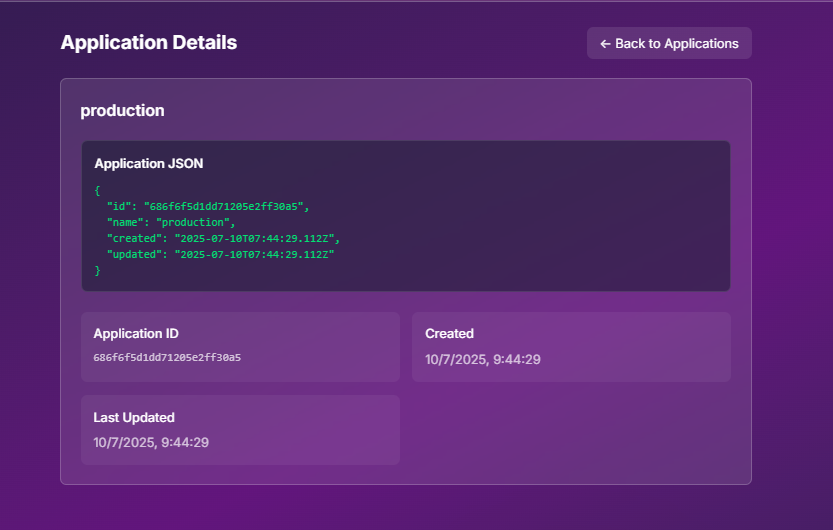 Application Details
← Back to Applications
production
Application JSON
{
"id": "686f6f5d1dd71205e2ff30a5",
"name": "production",
"created": "2025-07-10T07:44:29.112Z",
"updated": "2025-07-10T07:44:29.112Z"
}
Application ID
686f6f5d1dd71205e2ff30a5
Created
10/7/2025, 9:44:29
Last Updated
10/7/2025, 9:44:29